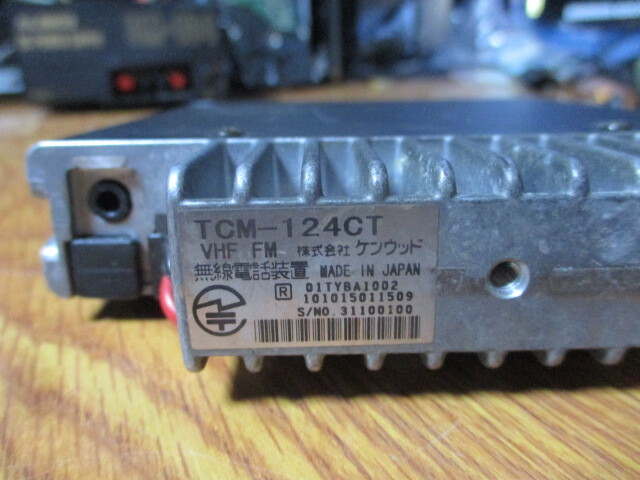 TCM-124CT
VHF FM 株式会社 ケンウッド
無線電話装置 MADE IN JAPAN
R 01TYBA1002
101015011509
S/NO. 31100100